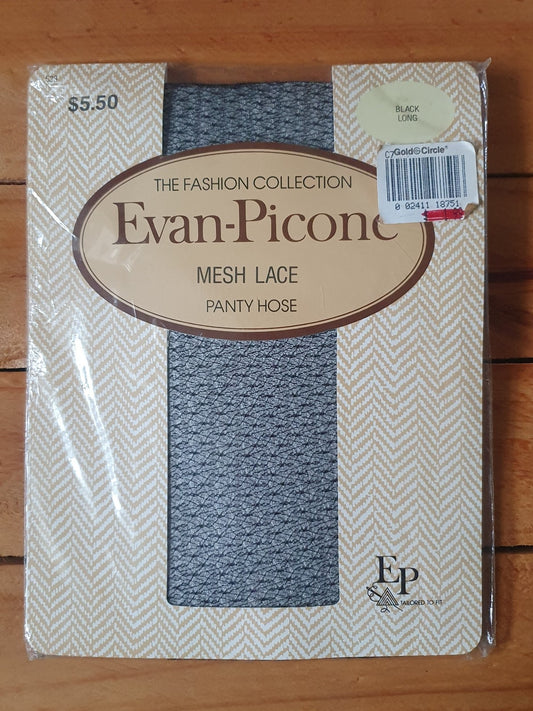 $5.50
BLACK
LONG
C7 Gold Circle®
0 02411 18751
THE FASHION COLLECTION
Evan-Picone
MESH LACE
PANTY HOSE
EP
TAILORED TO FIT